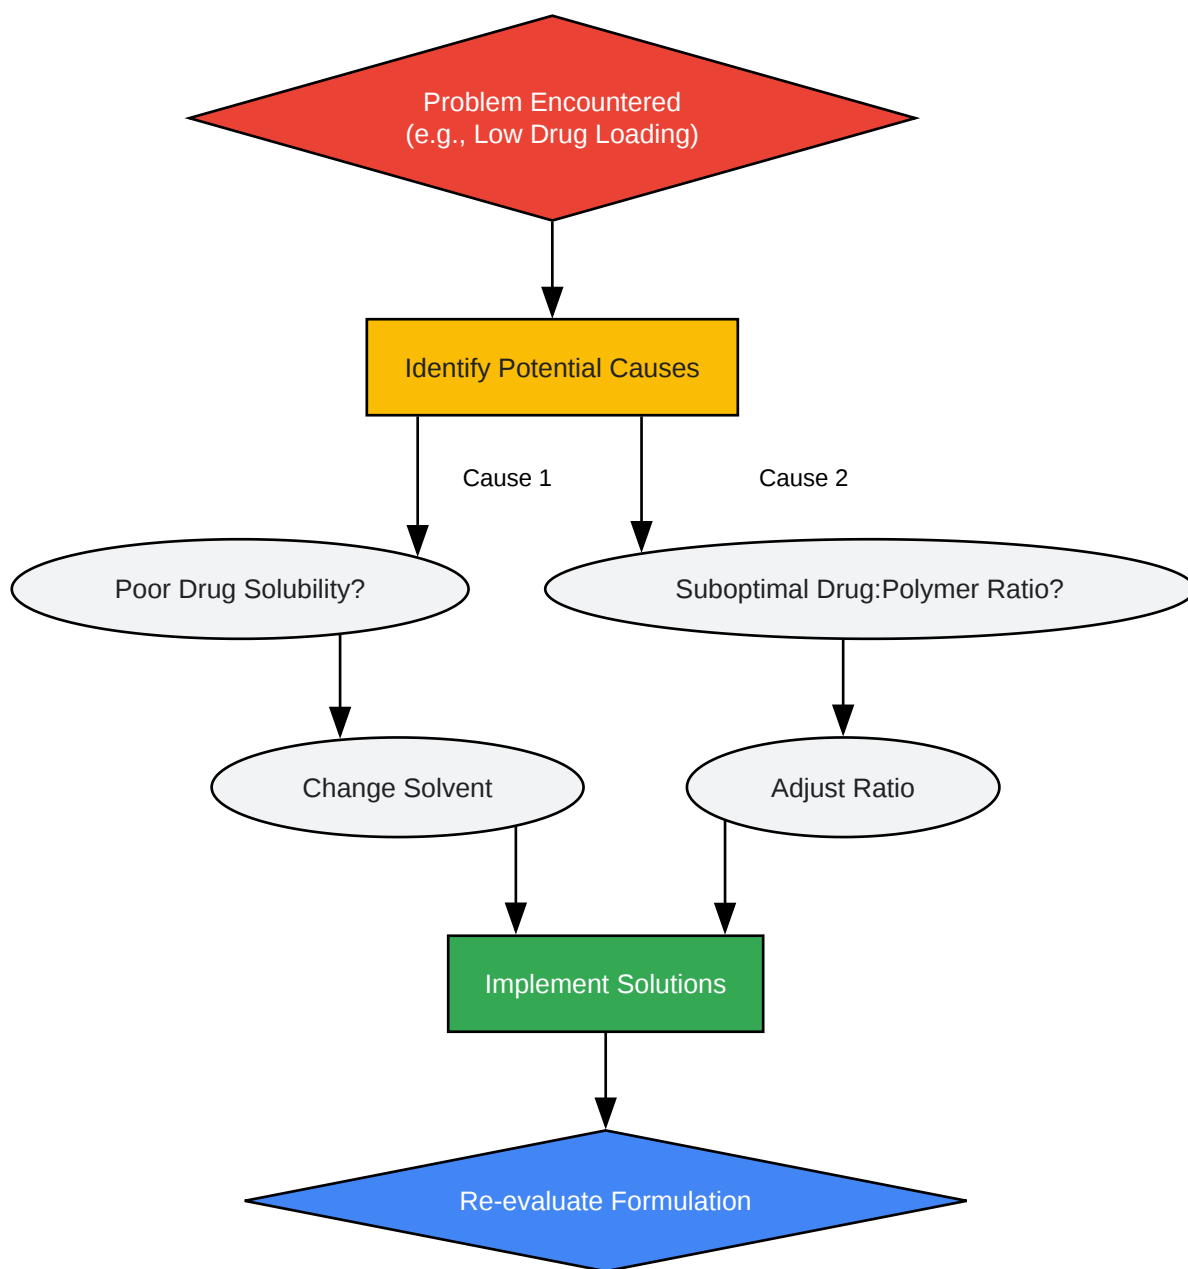 Problem Encountered
(e.g., Low Drug Loading)
Identify Potential Causes
Cause 1
Cause 2
Poor Drug Solubility?
Suboptimal Drug:Polymer Ratio?
Change Solvent
Adjust Ratio
Implement Solutions
Re-evaluate Formulation